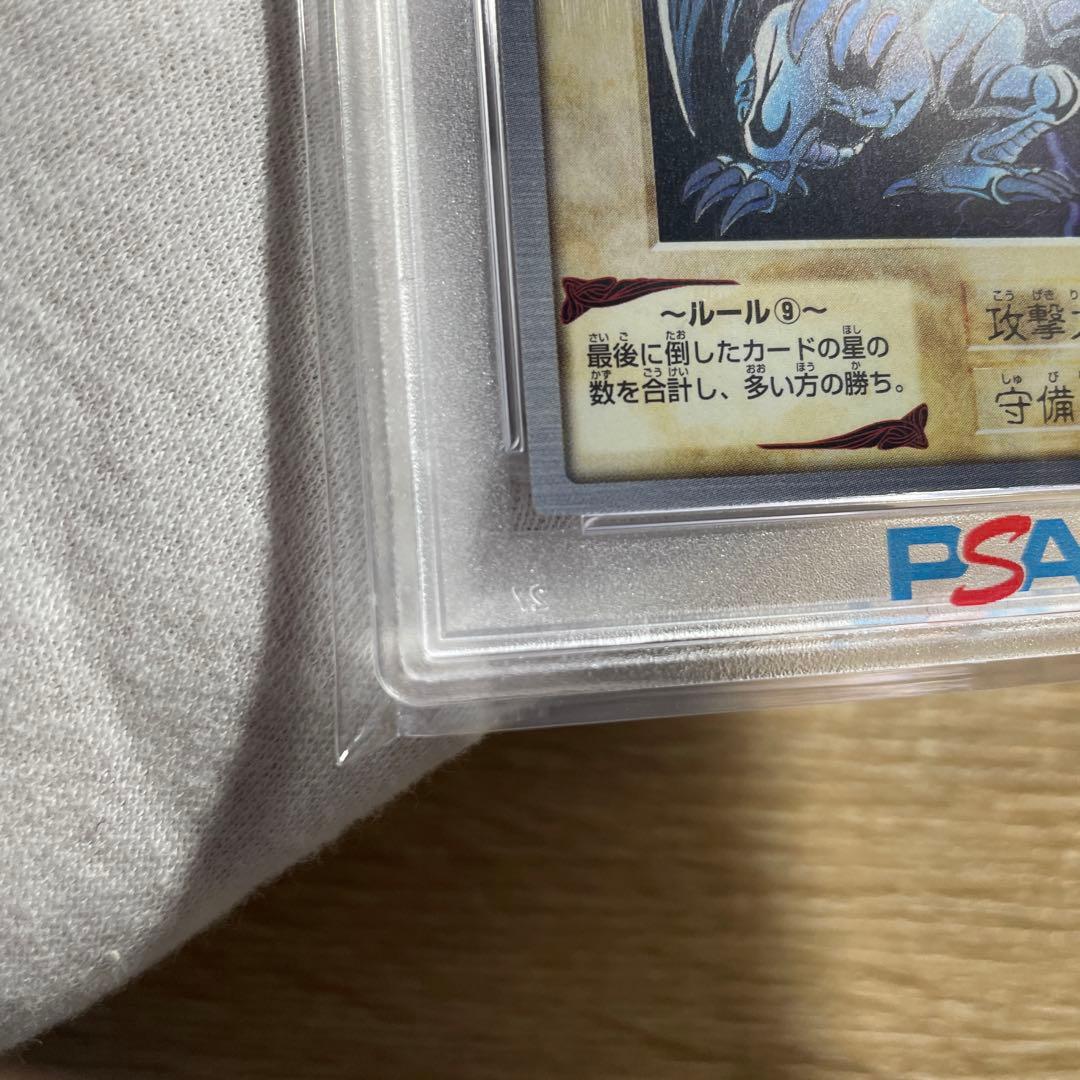 ～ルール⑨～
最後に倒したカードの星の
数を合計し、多い方の勝ち。
攻撃
守備
PSA
27